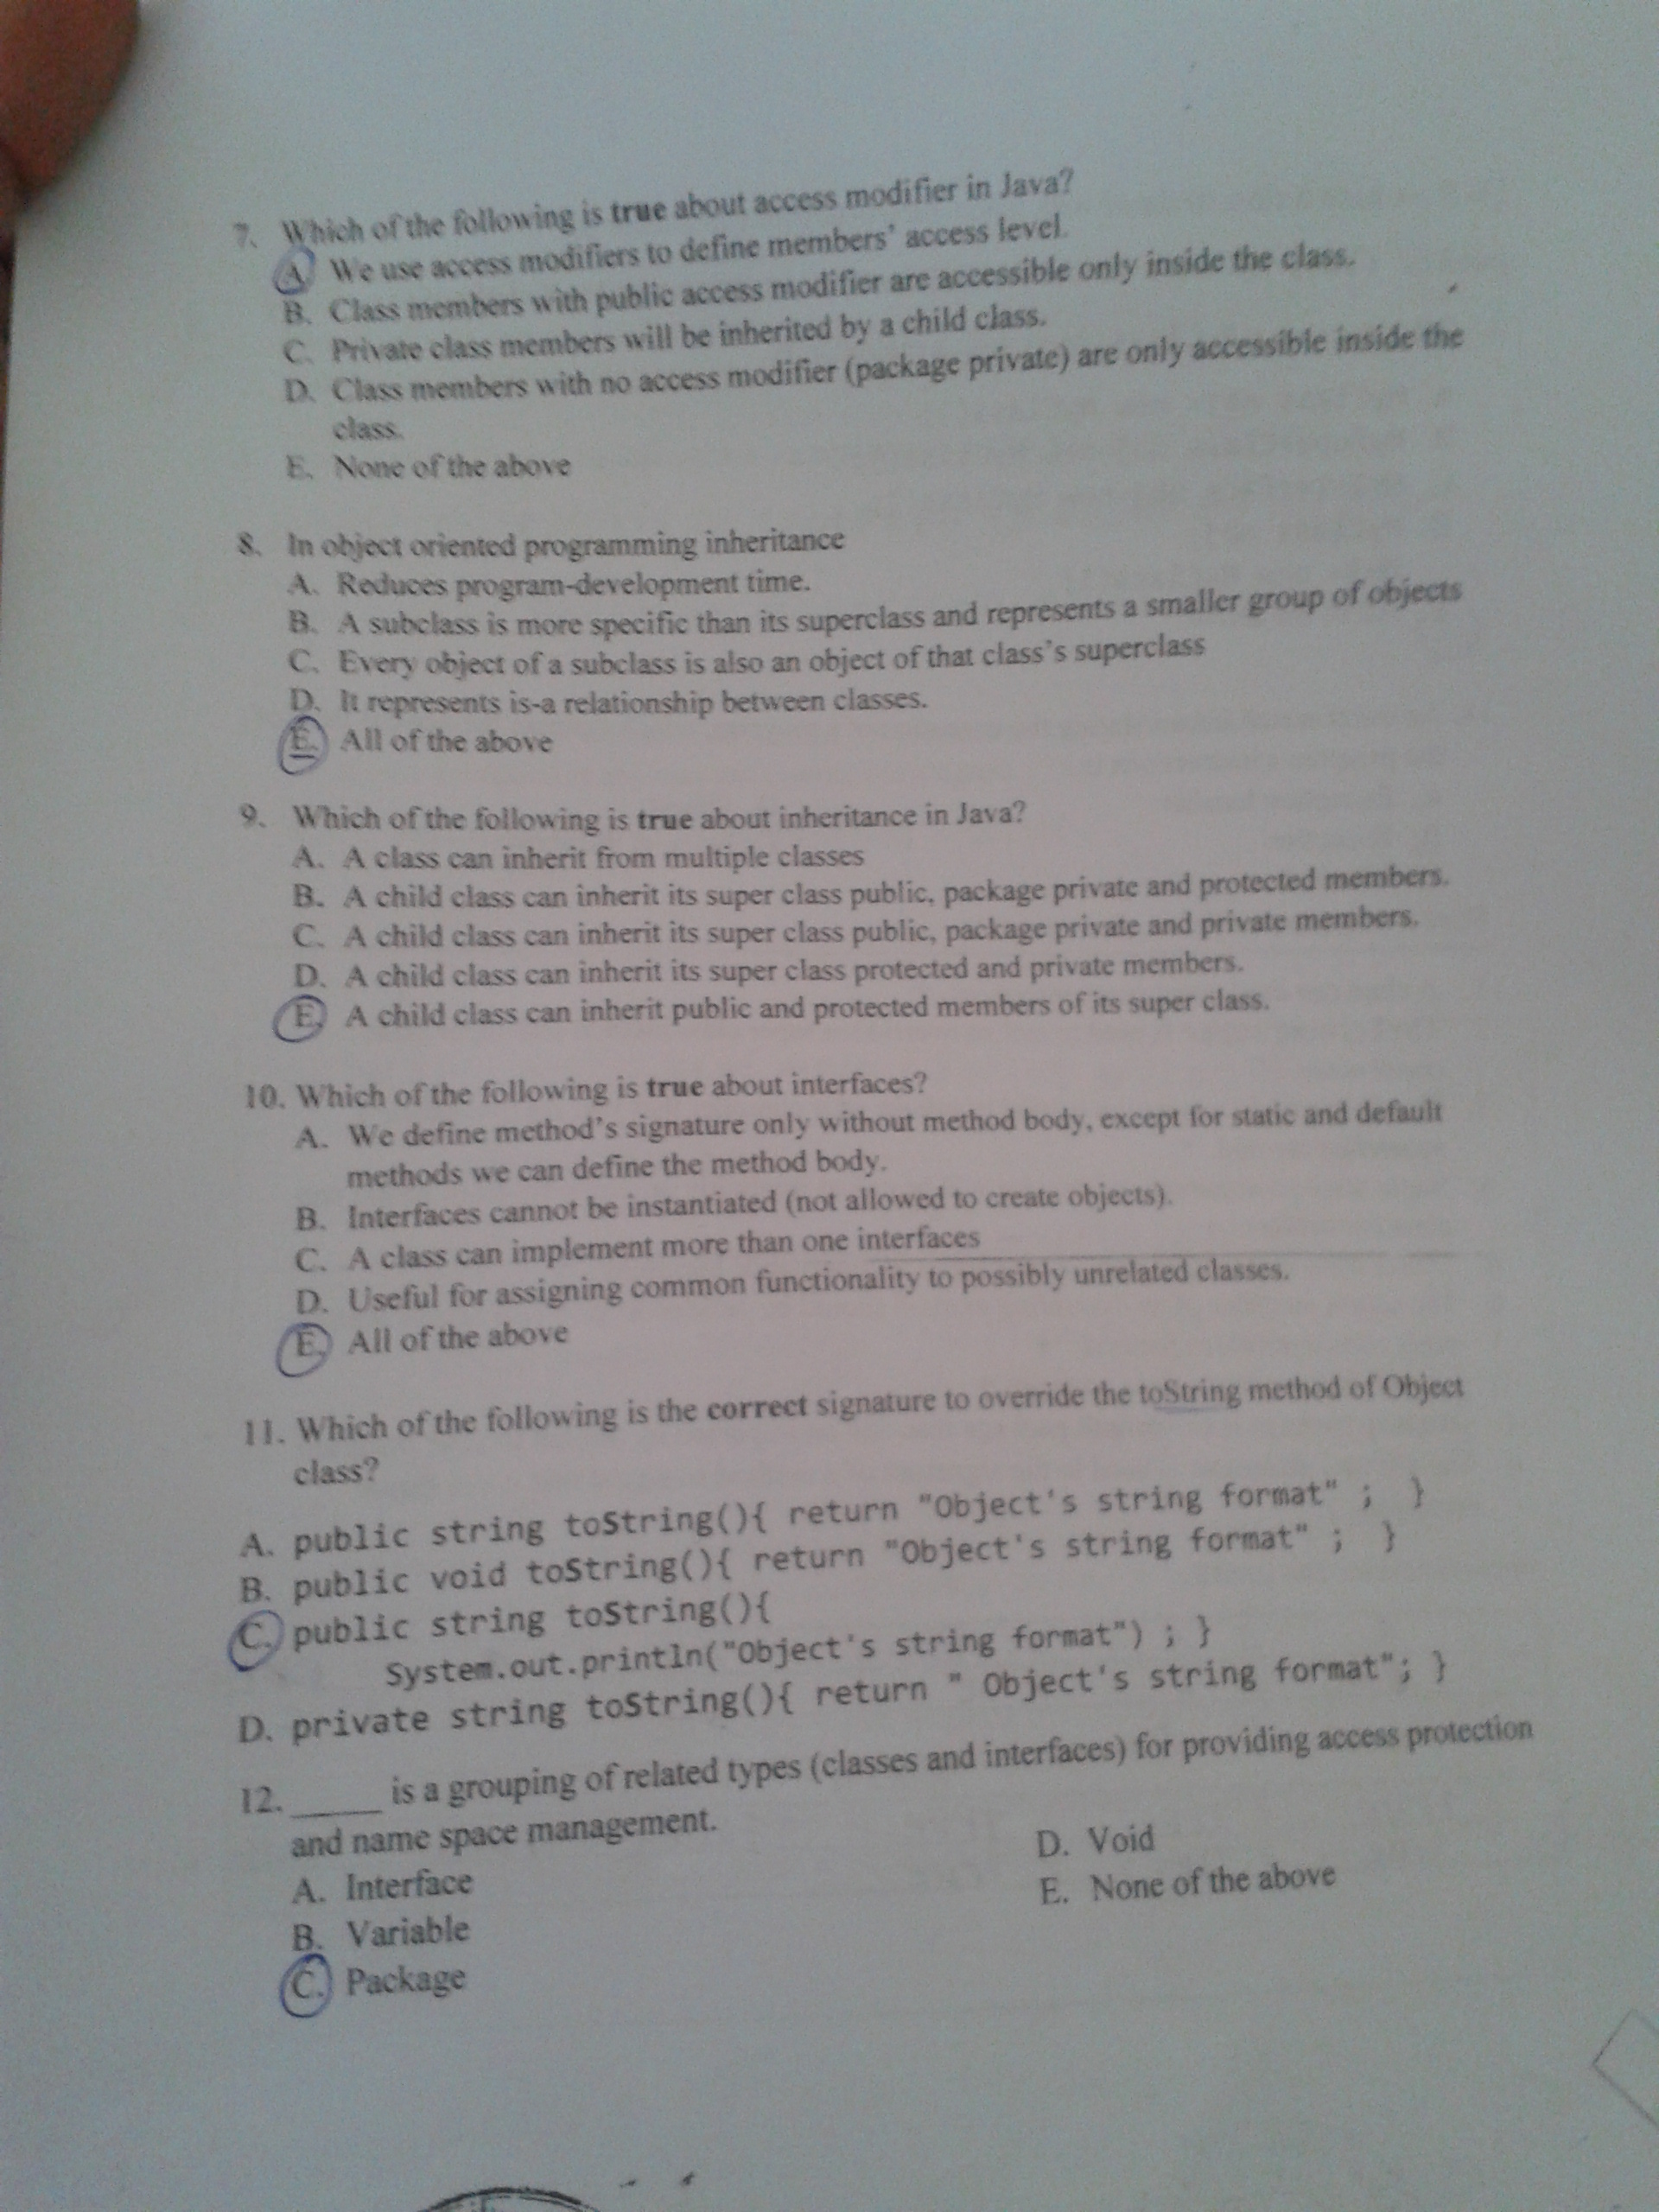 7. Which of the following is true about access modifier in Java?
A. We use access modifiers to define members' access level.
B. Class members with public access modifier are accessible only inside the class.
C. Private class members will be inherited by a child class.
D. Class members with no access modifier (package private) are only accessible inside the
class.
E. None of the above
8. In object oriented programming inheritance
A. Reduces program-development time.
B. A subclass is more specific than its superclass and represents a smaller group of objects
C. Every object of a subclass is also an object of that class's superclass
D. It represents is-a relationship between classes.
E. All of the above
9. Which of the following is true about inheritance in Java?
A. A class can inherit from multiple classes
B. A child class can inherit its super class public, package private and protected members.
C. A child class can inherit its super class public, package private and private members.
D. A child class can inherit its super class protected and private members.
E. A child class can inherit public and protected members of its super class.
10. Which of the following is true about interfaces?
A. We define method's signature only without method body, except for static and default
methods we can define the method body.
B. Interfaces cannot be instantiated (not allowed to create objects).
C. A class can implement more than one interfaces
D. Useful for assigning common functionality to possibly unrelated classes.
E. All of the above
11. Which of the following is the correct signature to override the toString method of Object
class?
A. public string toString(){ return "Object's string format" ; }
B. public void toString(){ return "Object's string format" ; }
C. public string toString(){
System.out.println("Object's string format") ; }
D. private string toString(){ return " Object's string format"; }
12. _____ is a grouping of related types (classes and interfaces) for providing access protection
and name space management.
A. Interface
B. Variable
C. Package
D. Void
E. None of the above